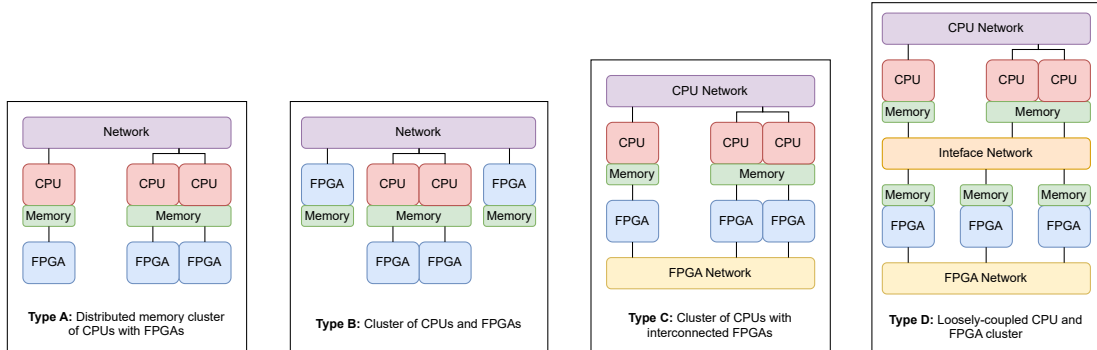 Network
CPU
CPU
CPU
Memory
Memory
FPGA
FPGA
FPGA
Type A: Distributed memory cluster
of CPUs with FPGAs
Network
FPGA
CPU
CPU
FPGA
Memory
Memory
Memory
FPGA
FPGA
Type B: Cluster of CPUs and FPGAs
CPU Network
CPU
CPU
CPU
Memory
Memory
FPGA
FPGA
FPGA
FPGA Network
Type C: Cluster of CPUs with
interconnected FPGAs
CPU Network
CPU
CPU
CPU
Memory
Memory
Inteface Network
Memory
Memory
Memory
FPGA
FPGA
FPGA
FPGA Network
Type D: Loosely-coupled CPU and
FPGA cluster